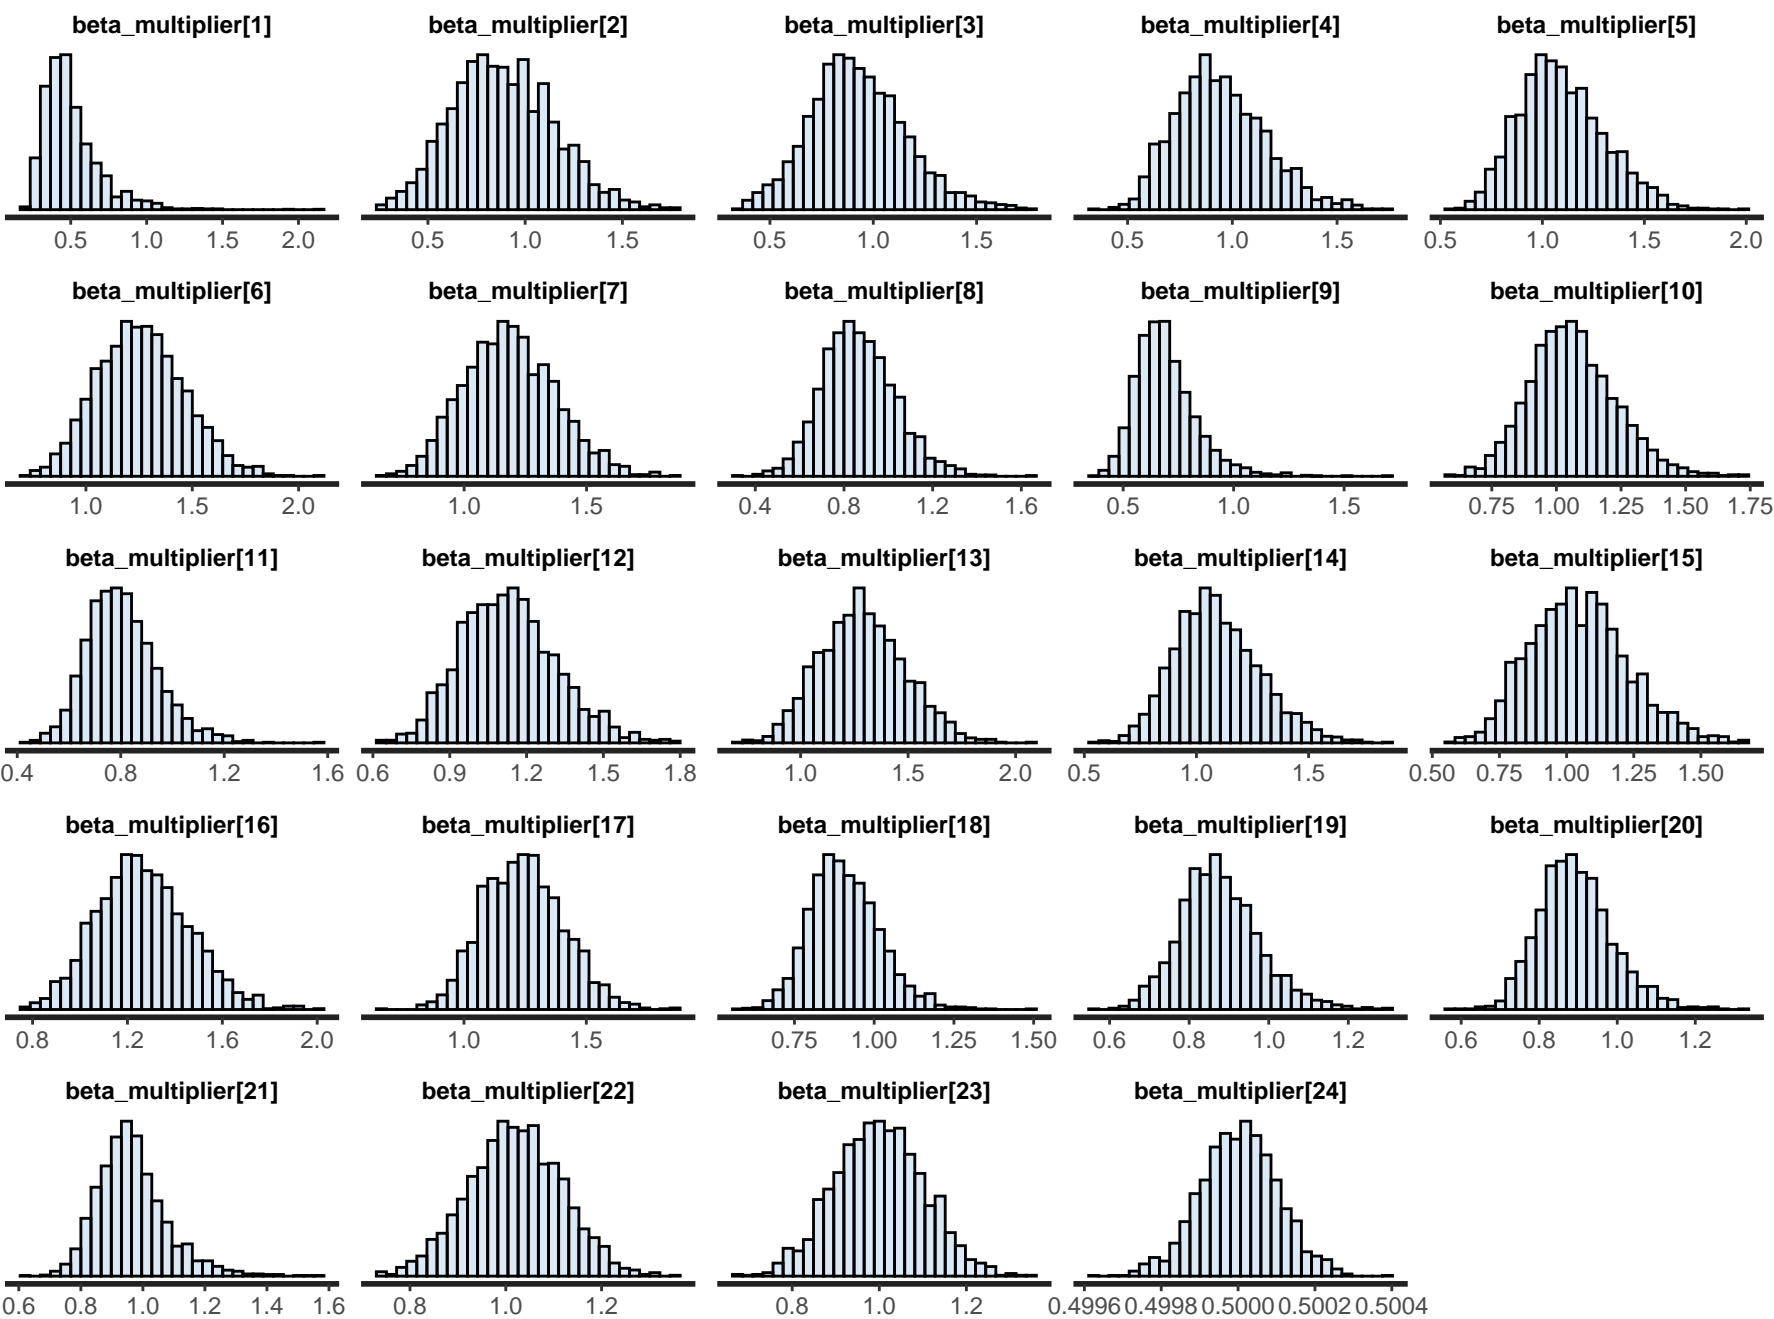 beta_multiplier[1] beta_multiplier[2] beta_multiplier[3] beta_multiplier[4] beta_multiplier[5]
0.5 1.0 1.5 2.0 0.5 1.0 1.5 0.5 1.0 1.5 0.5 1.0 1.5 0.5 1.0 1.5 2.0
beta_multiplier[6] beta_multiplier[7] beta_multiplier[8] beta_multiplier[9] beta_multiplier[10]
1.0 1.5 2.0 1.0 1.5 0.4 0.8 1.2 1.6 0.5 1.0 1.5 0.75 1.00 1.25 1.50 1.75
beta_multiplier[11] beta_multiplier[12] beta_multiplier[13] beta_multiplier[14] beta_multiplier[15]
0.4 0.8 1.2 1.6 0.6 0.9 1.2 1.5 1.8 1.0 1.5 2.0 0.5 1.0 1.5 0.50 0.75 1.00 1.25 1.50
beta_multiplier[16] beta_multiplier[17] beta_multiplier[18] beta_multiplier[19] beta_multiplier[20]
0.8 1.2 1.6 2.0 1.0 1.5 0.75 1.00 1.25 1.50 0.6 0.8 1.0 1.2 0.6 0.8 1.0 1.2
beta_multiplier[21] beta_multiplier[22] beta_multiplier[23] beta_multiplier[24]
0.6 0.8 1.0 1.2 1.4 1.6 0.8 1.0 1.2 0.8 1.0 1.2 0.4996 0.4998 0.5000 0.5002 0.5004